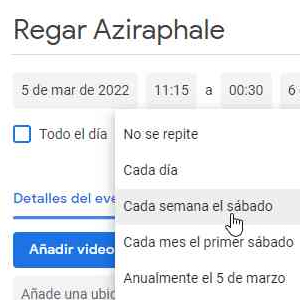 Regar Aziraphale
5 de mar de 2022 11:15 a 00:30 6
Todo el día
No se repite
Cada día
Detalles del eve
Cada semana el sábado
Añadir video
Cada mes el primer sábado
Anualmente el 5 de marzo
Añade una ubic